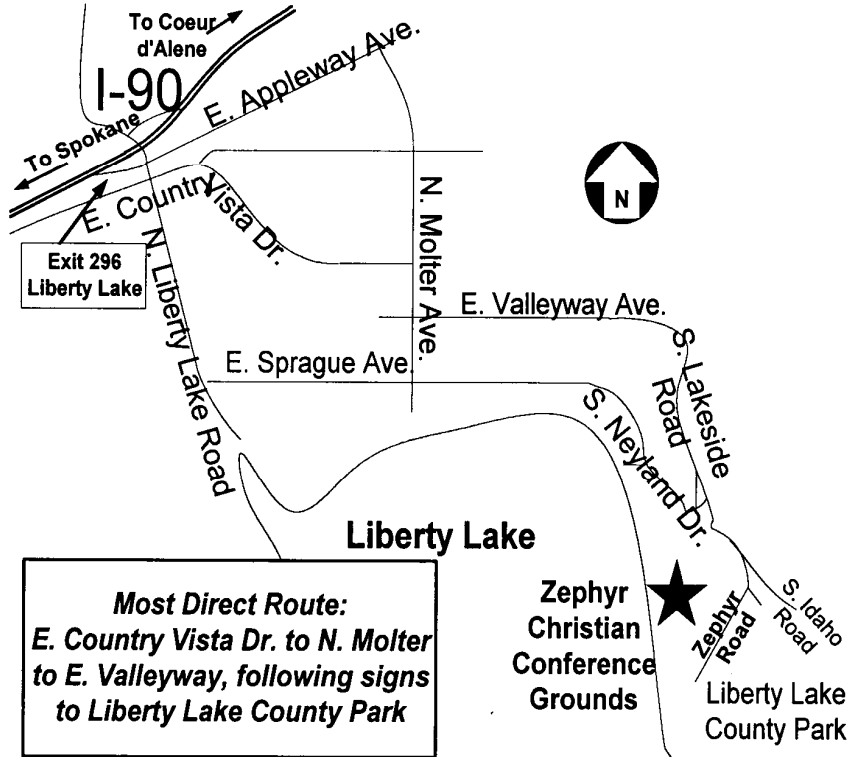 To Coeur
d'Alene
I-90
E. Appleway Ave.
To Spokane
E. Country Vista Dr.
Exit 296
Liberty Lake
N
N. Liberty Lake Road
N. Molter Ave.
E. Valleyway Ave.
E. Sprague Ave.
S. Lakeside
Road
S. Neyland Dr.
Liberty Lake
Zephyr
Christian
Conference
Grounds
Zephyr
Road
S. Idaho
Road
Liberty Lake
County Park
Most Direct Route:
E. Country Vista Dr. to N. Molter
to E. Valleyway, following signs
to Liberty Lake County Park